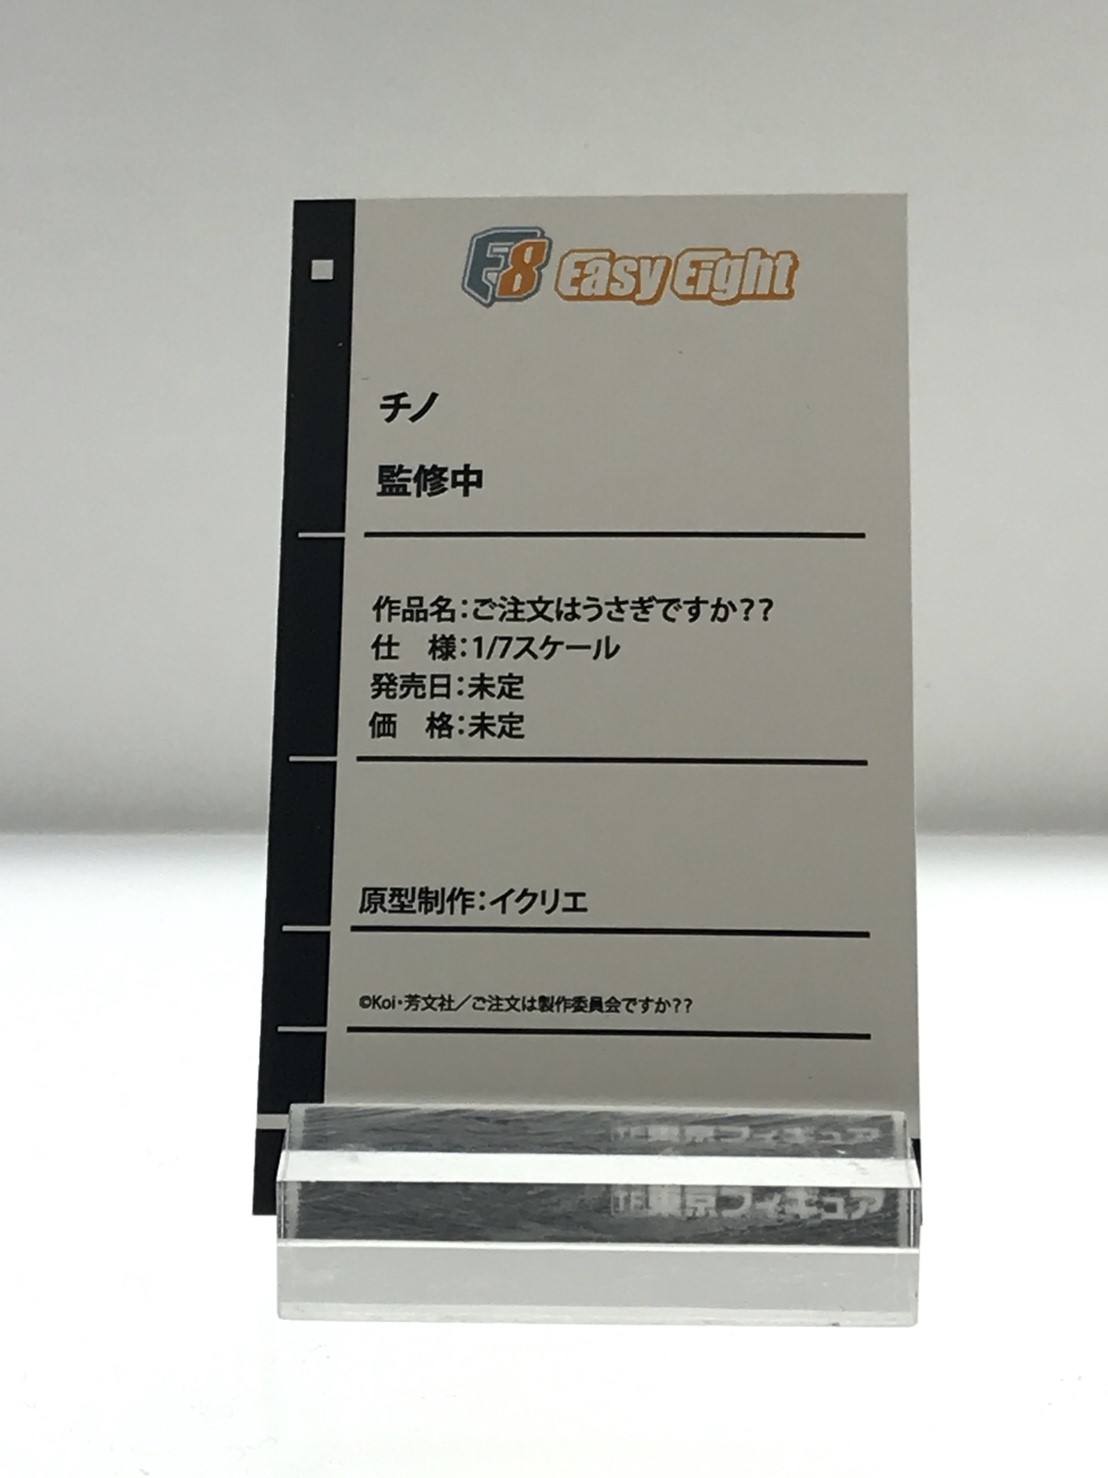 E8 Easy Eight
チノ
監修中
作品名：ご注文はうさぎですか？？
仕　様：1/7スケール
発売日：未定
価　格：未定
原型制作：イクリエ
©Koi・芳文社／ご注文は製作委員会ですか？？
TF東京フィギュア
TF東京フィギュア